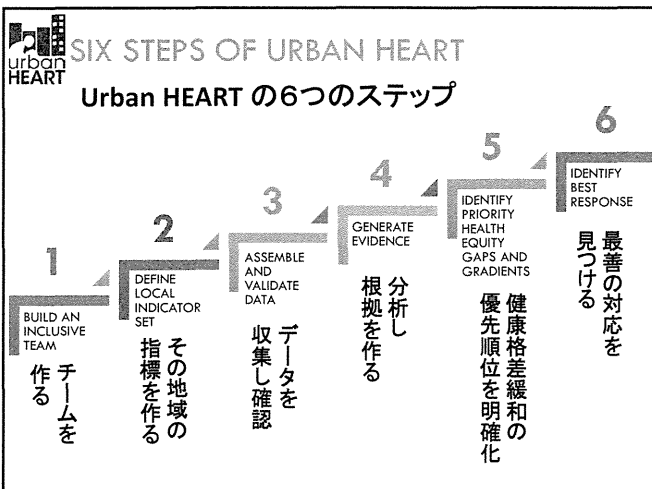 urban
HEART
SIX STEPS OF URBAN HEART
Urban HEART の6つのステップ
1
BUILD AN
INCLUSIVE
TEAM
チームを
作る
2
DEFINE
LOCAL
INDICATOR
SET
その地域の
指標を作る
3
ASSEMBLE
AND
VALIDATE
DATA
データを
収集し確認
4
GENERATE
EVIDENCE
分析し
根拠を作る
5
IDENTIFY
PRIORITY
HEALTH
EQUITY
GAPS AND
GRADIENTS
健康格差緩和の
優先順位を明確化
6
IDENTIFY
BEST
RESPONSE
最善の対応を
見つける